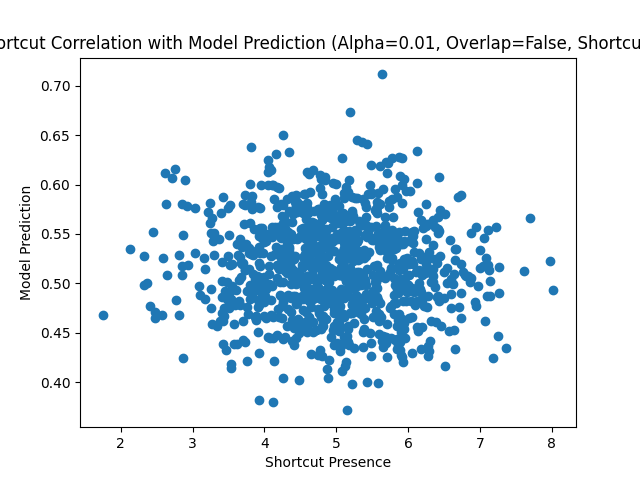 ortcut Correlation with Model Prediction (Alpha=0.01, Overlap=False, Shortcu
0.70
0.65
0.60
0.55
0.50
0.45
0.40
Model Prediction
2 3 4 5 6 7 8
Shortcut Presence